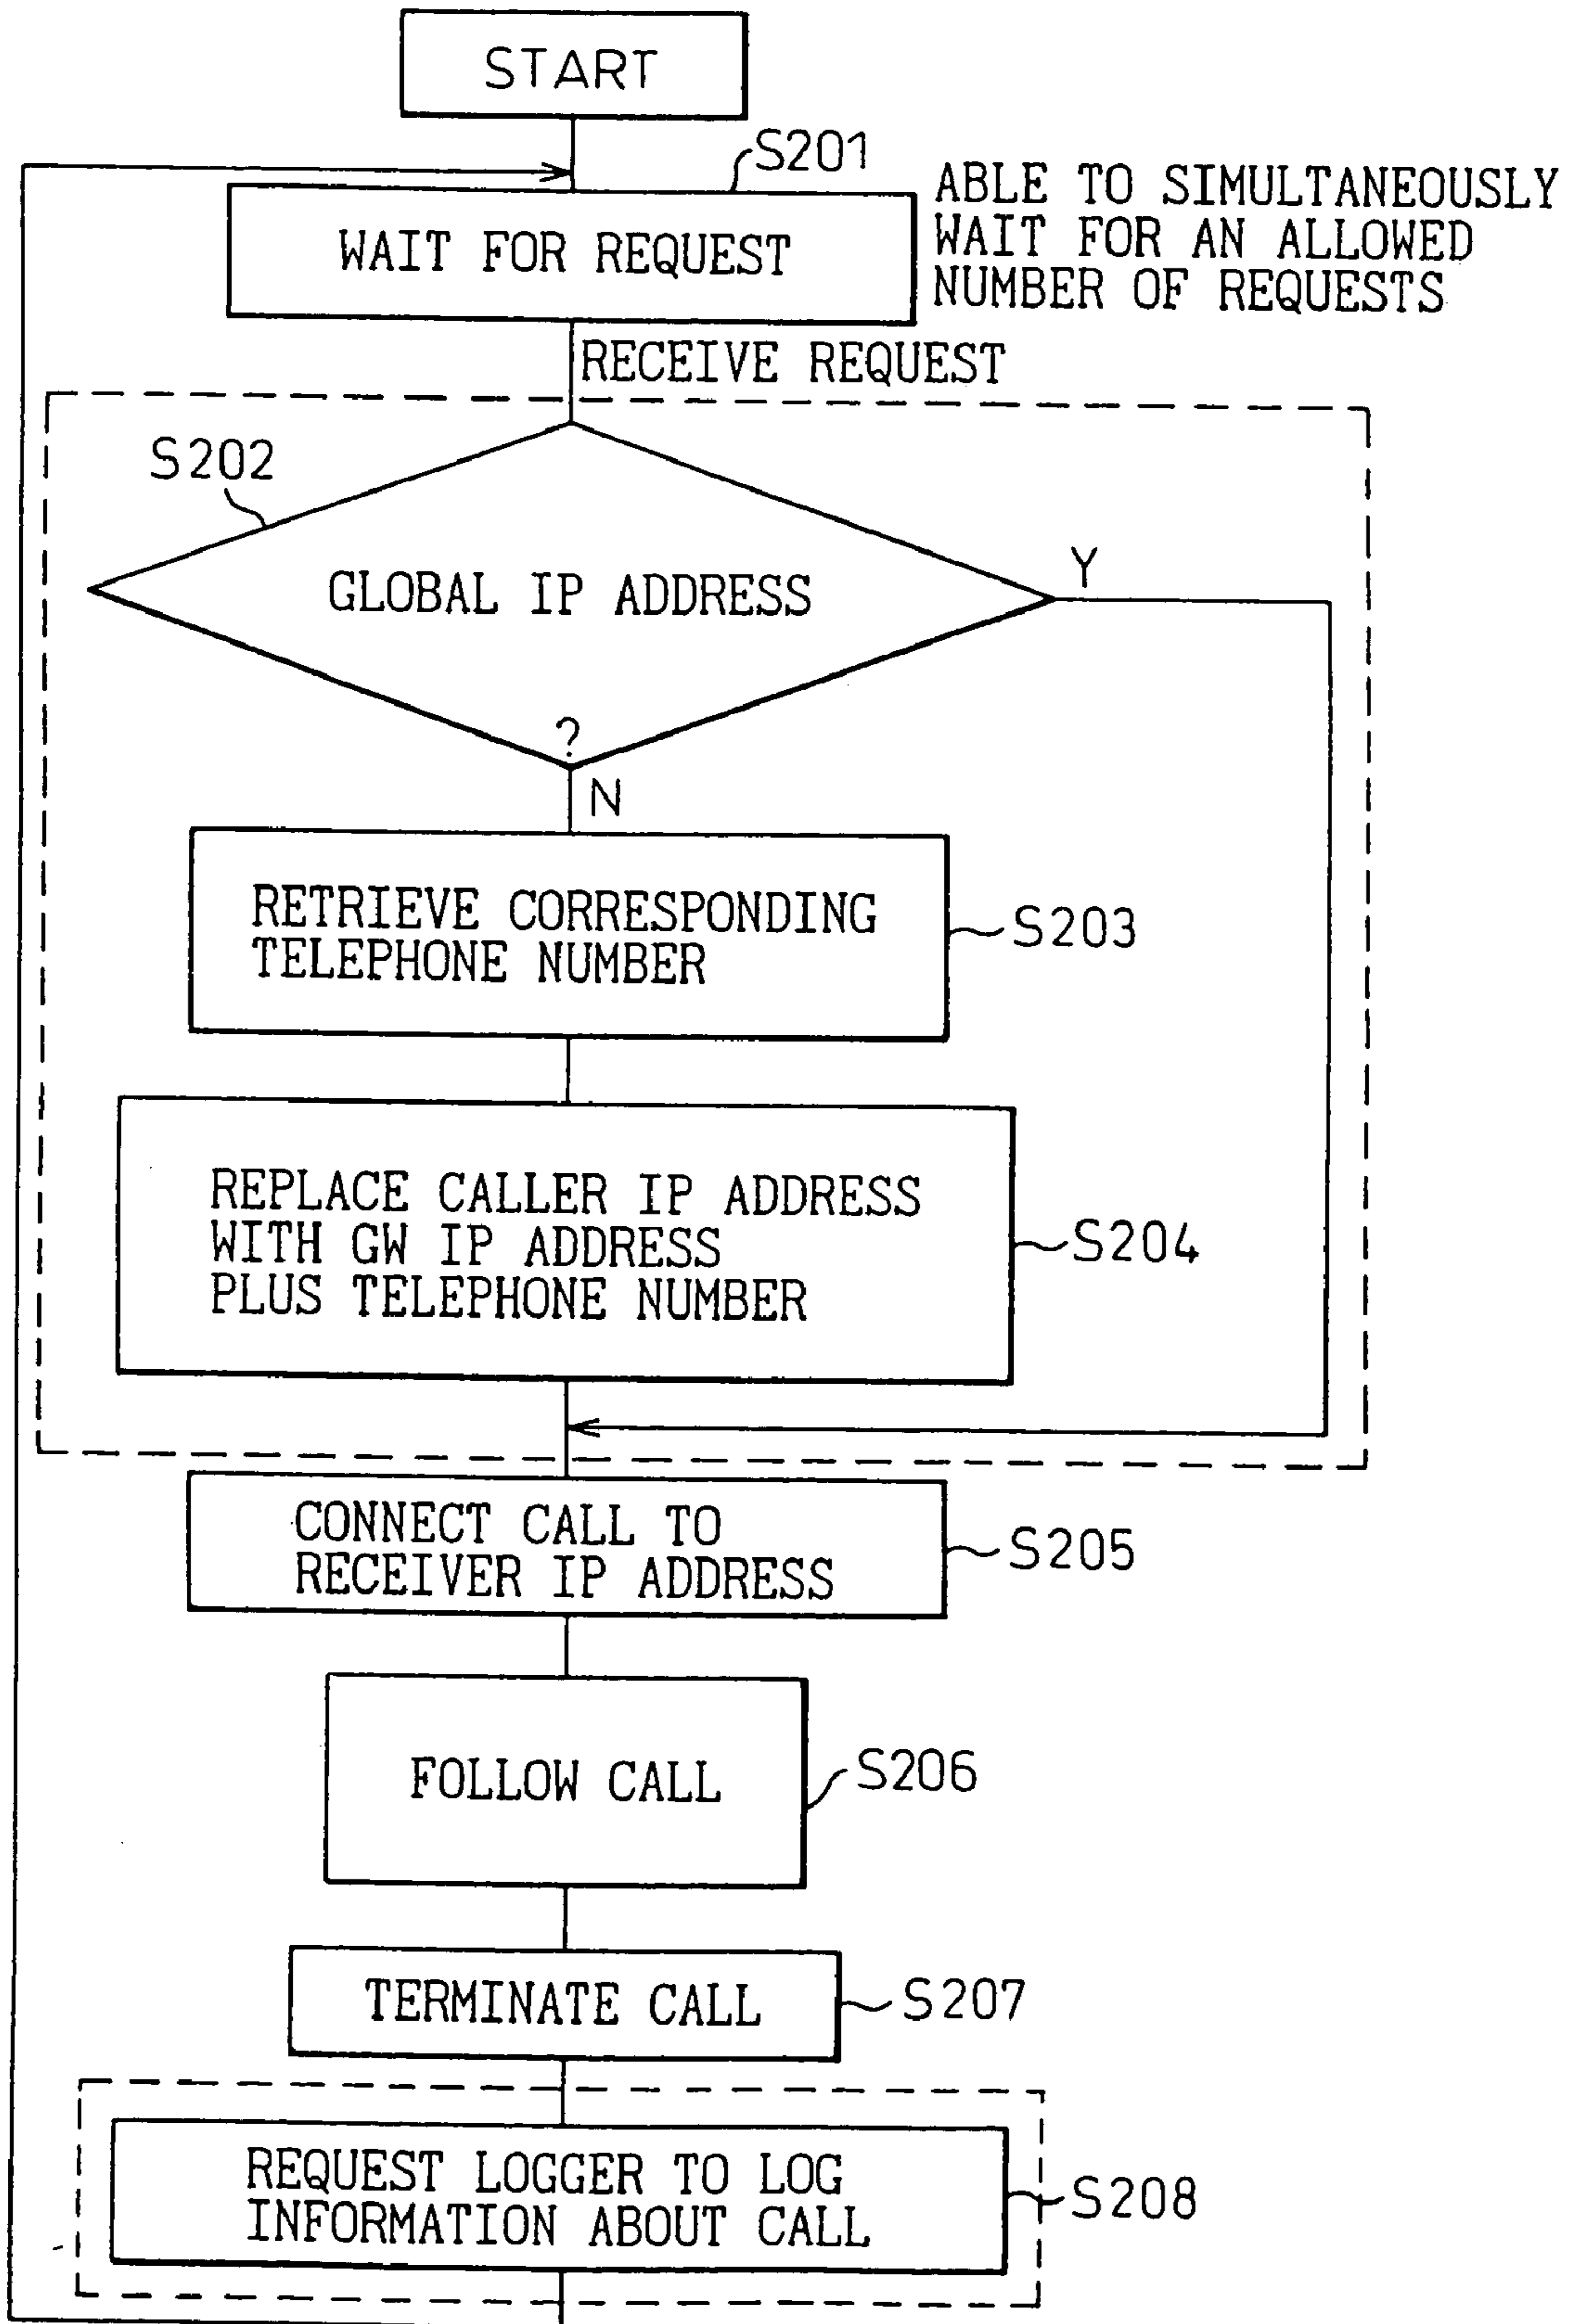 START
S201
WAIT FOR REQUEST
ABLE TO SIMULTANEOUSLY
WAIT FOR AN ALLOWED
NUMBER OF REQUESTS
RECEIVE REQUEST
S202
GLOBAL IP ADDRESS
?
Y
N
RETRIEVE CORRESPONDING
TELEPHONE NUMBER
S203
REPLACE CALLER IP ADDRESS
WITH GW IP ADDRESS
PLUS TELEPHONE NUMBER
S204
CONNECT CALL TO
RECEIVER IP ADDRESS
S205
FOLLOW CALL
S206
TERMINATE CALL
S207
REQUEST LOGGER TO LOG
INFORMATION ABOUT CALL
S208